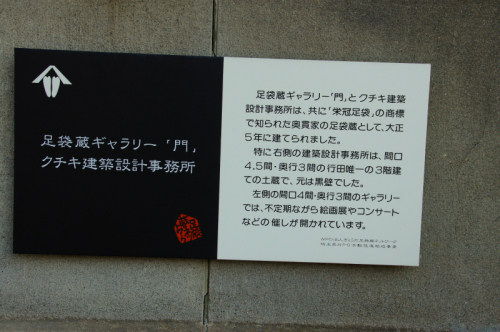 足袋蔵ギャラリー「門」
クチキ建築設計事務所
足袋蔵ギャラリー「門」とクチキ建築
設計事務所は、共に「栄冠足袋」の商標
で知られた奥貫家の足袋蔵として、大正
5年に建てられました。
特に右側の建築設計事務所は、間口
4.5間・奥行3間の行田唯一の3階建
ての土蔵で、元は黒壁でした。
左側の間口4間・奥行3間のギャラリー
では、不定期ながら絵画展やコンサート
などの催しが開かれています。